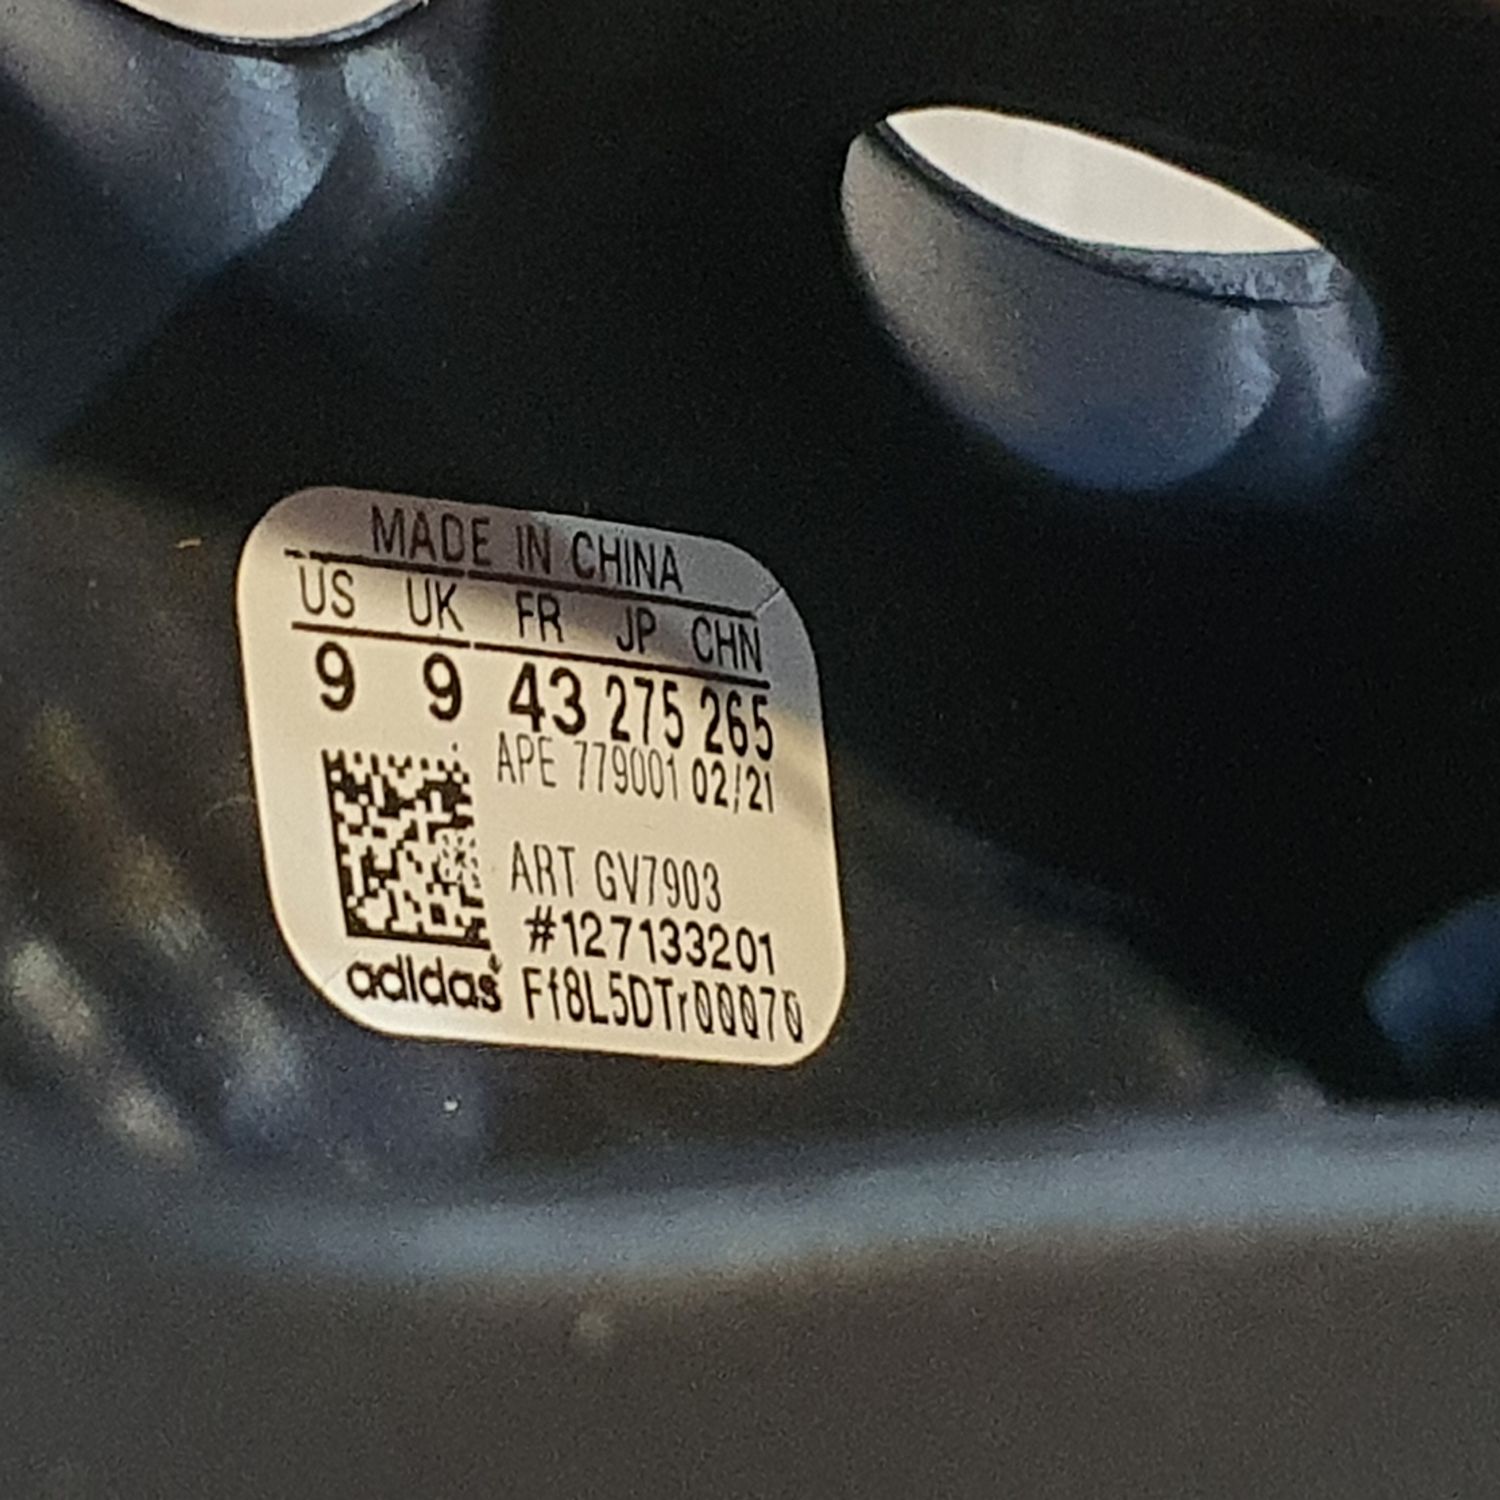 MADE IN CHINA
US UK FR JP CHN
9 9 43 275 265
APE 779001 02/21
ART GV7903
#127133201
adidas Ff8L5DTr00070